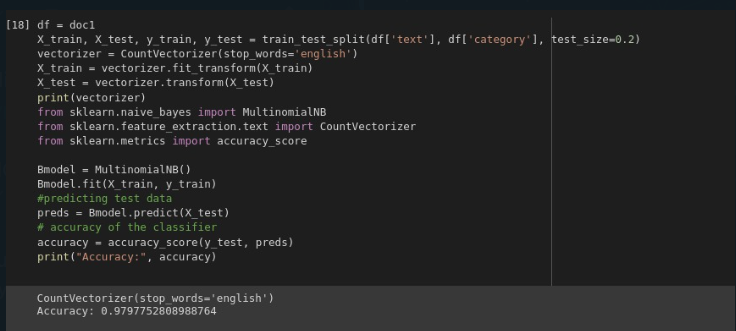 [18] df = doc1
X_train, X_test, y_train, y_test = train_test_split(df['text'], df['category'], test_size=0.2)
vectorizer = CountVectorizer(stop_words='english')
X_train = vectorizer.fit_transform(X_train)
X_test = vectorizer.transform(X_test)
print(vectorizer)
from sklearn.naive_bayes import MultinomialNB
from sklearn.feature_extraction.text import CountVectorizer
from sklearn.metrics import accuracy_score
Bmodel = MultinomialNB()
Bmodel.fit(X_train, y_train)
#predicting test data
preds = Bmodel.predict(X_test)
# accuracy of the classifier
accuracy = accuracy_score(y_test, preds)
print("Accuracy:", accuracy)
CountVectorizer(stop_words='english')
Accuracy: 0.9797752808988764